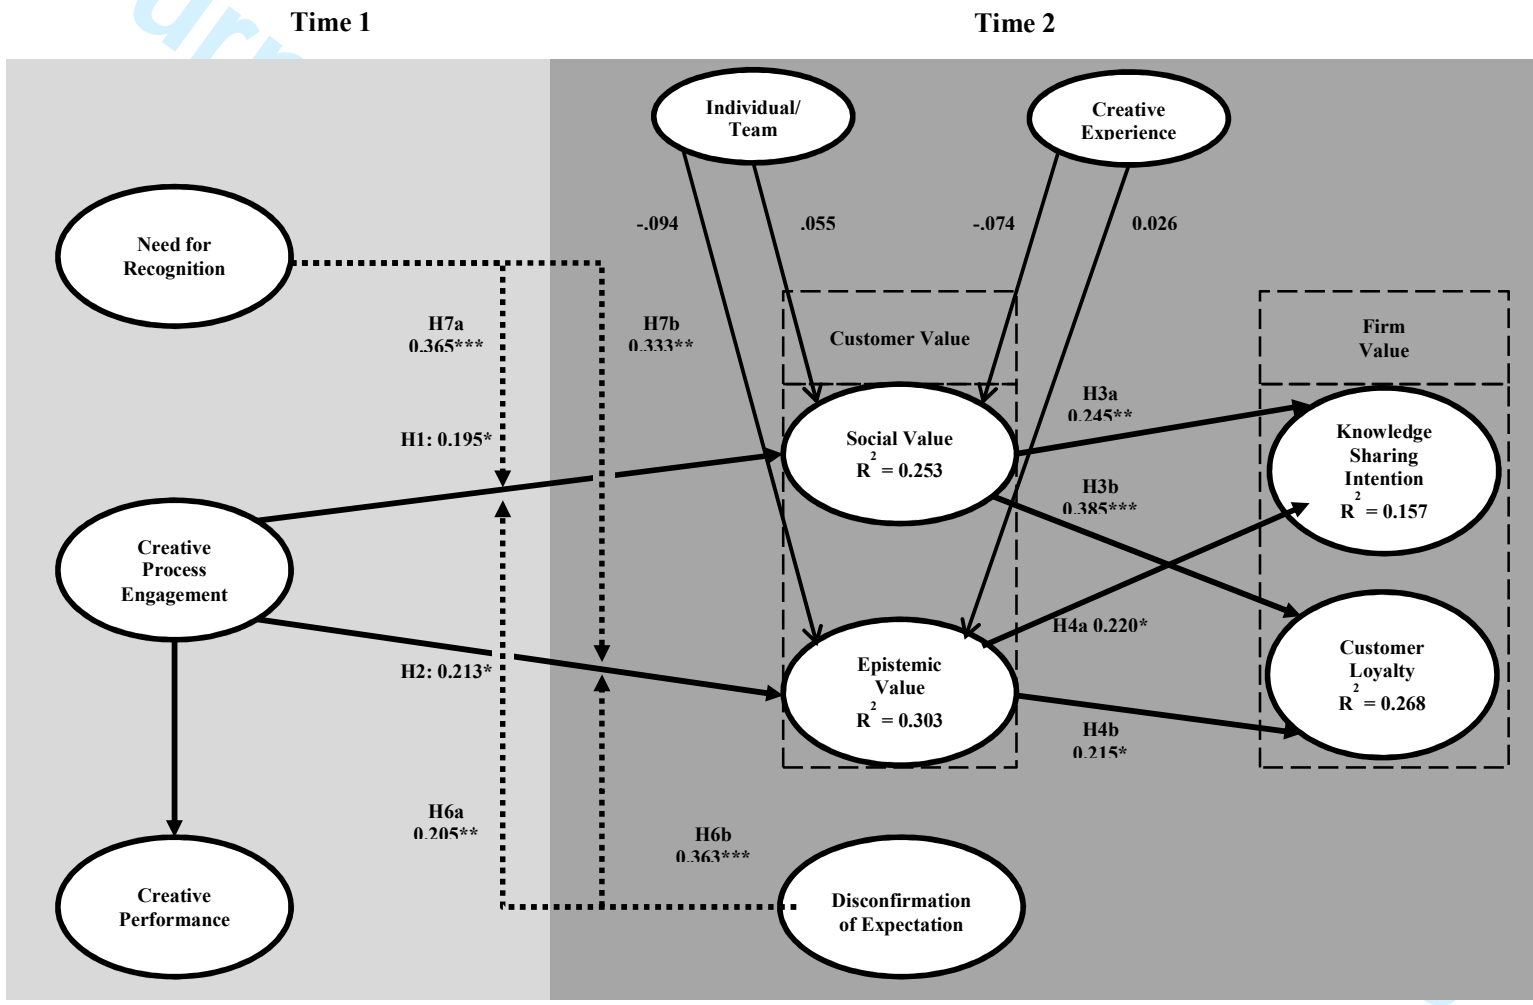 Time 1
Time 2
Individual/
Team
Creative
Experience
Need for
Recognition
-.094
.055
-.074
0.026
H7a
0.365***
H7b
0.333**
Customer Value
Firm
Value
H1: 0.195*
Social Value
R2 = 0.253
H3a
0.245**
Knowledge
Sharing
Intention
R2 = 0.157
H3b
0.385***
Creative
Process
Engagement
H2: 0.213*
Epistemic
Value
R2 = 0.303
H4a 0.220*
Customer
Loyalty
R2 = 0.268
H4b
0.215*
H6a
0.205**
H6b
0.363***
Creative
Performance
Disconfirmation
of Expectation